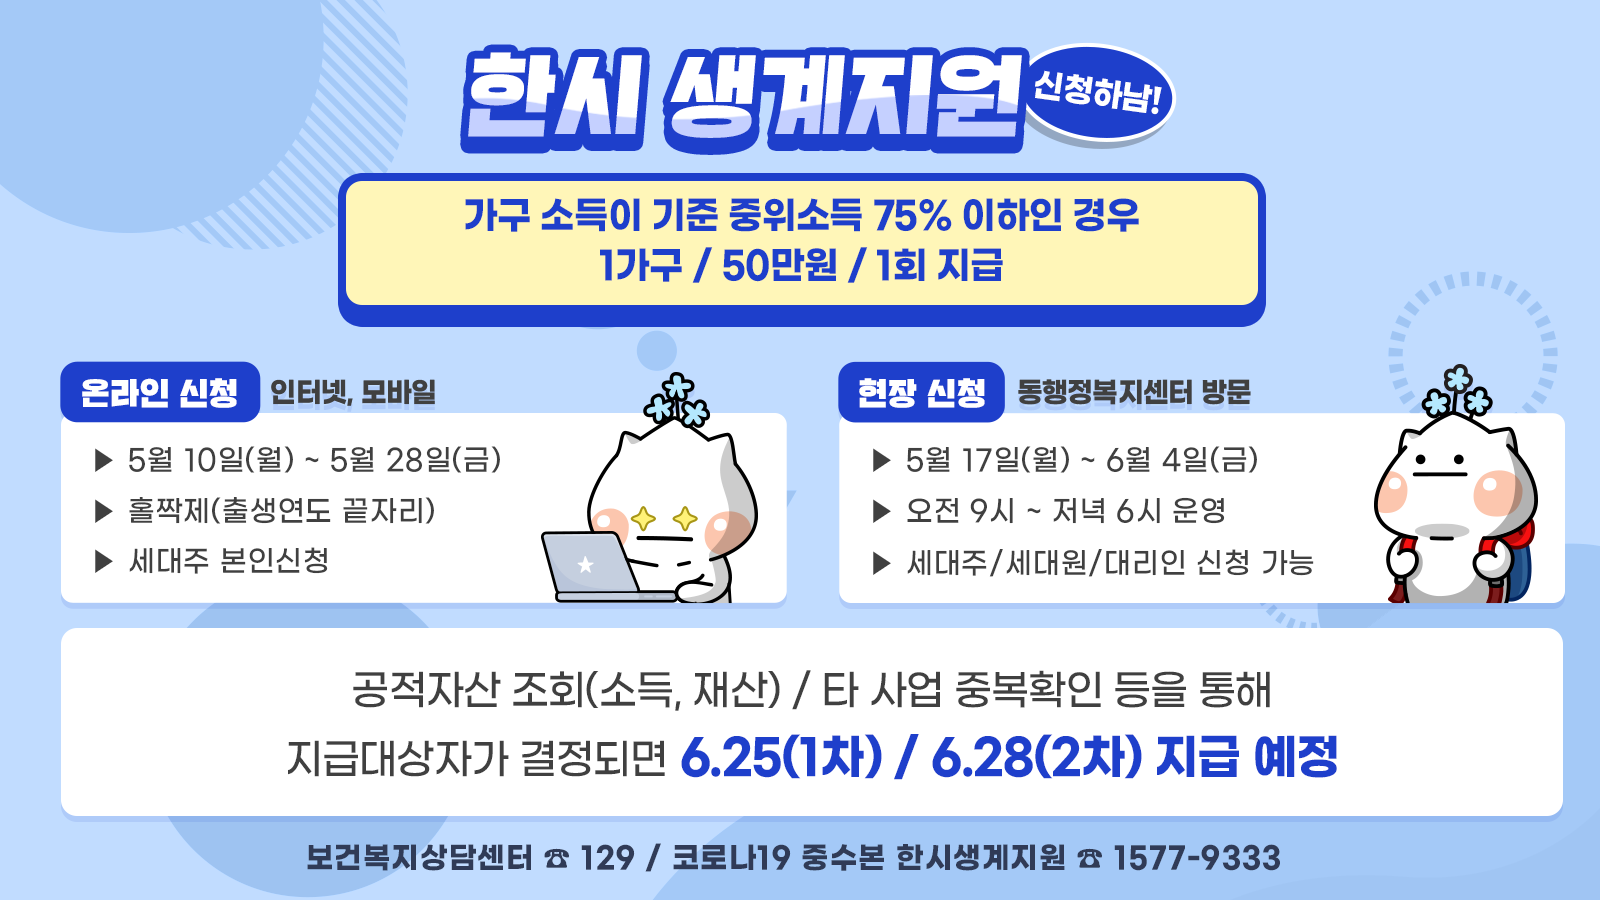 한시 생계지원 신청하남!
가구 소득이 기준 중위소득 75% 이하인 경우
1가구 / 50만원 / 1회 지급
온라인 신청 인터넷, 모바일
▶ 5월 10일(월) ~ 5월 28일(금)
▶ 홀짝제(출생연도 끝자리)
▶ 세대주 본인신청
현장 신청 동행정복지센터 방문
▶ 5월 17일(월) ~ 6월 4일(금)
▶ 오전 9시 ~ 저녁 6시 운영
▶ 세대주/세대원/대리인 신청 가능
공적자산 조회(소득, 재산) / 타 사업 중복확인 등을 통해
지급대상자가 결정되면 6.25(1차) / 6.28(2차) 지급 예정
보건복지상담센터 ☎ 129 / 코로나19 중수본 한시생계지원 ☎ 1577-9333